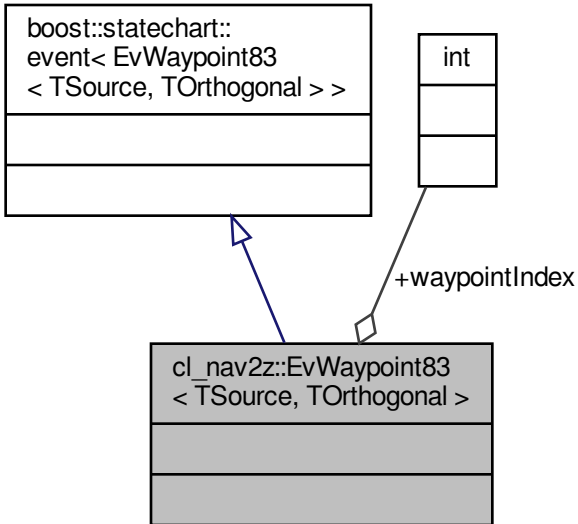 boost::statechart::
event< EvWaypoint83
< TSource, TOrthogonal > >
int
+waypointIndex
cl_nav2z::EvWaypoint83
< TSource, TOrthogonal >